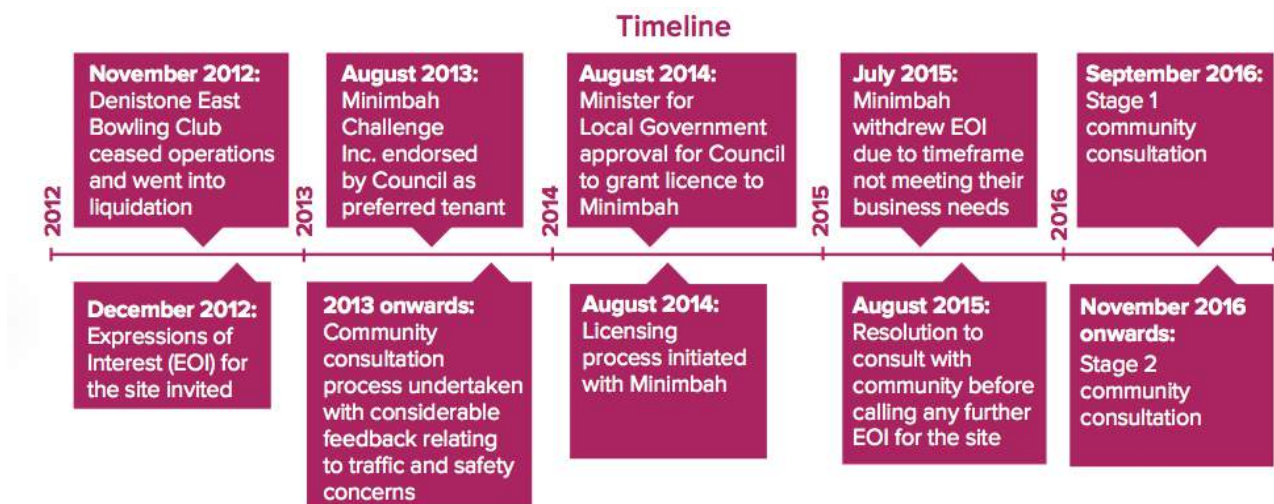 Timeline
November 2012:
Denistone East
Bowling Club
ceased operations
and went into
liquidation
August 2013:
Minimbah
Challenge
Inc. endorsed
by Council as
preferred tenant
August 2014:
Minister for
Local Government
approval for Council
to grant licence to
Minimbah
July 2015:
Minimbah
withdrew EOI
due to timeframe
not meeting their
business needs
September 2016:
Stage 1
community
consultation
2012
2013
2014
2015
2016
December 2012:
Expressions of
Interest (EOI) for
the site invited
2013 onwards:
Community
consultation
process undertaken
with considerable
feedback relating
to traffic and safety
concerns
August 2014:
Licensing
process initiated
with Minimbah
August 2015:
Resolution to
consult with
community before
calling any further
EOI for the site
November 2016
onwards:
Stage 2
community
consultation